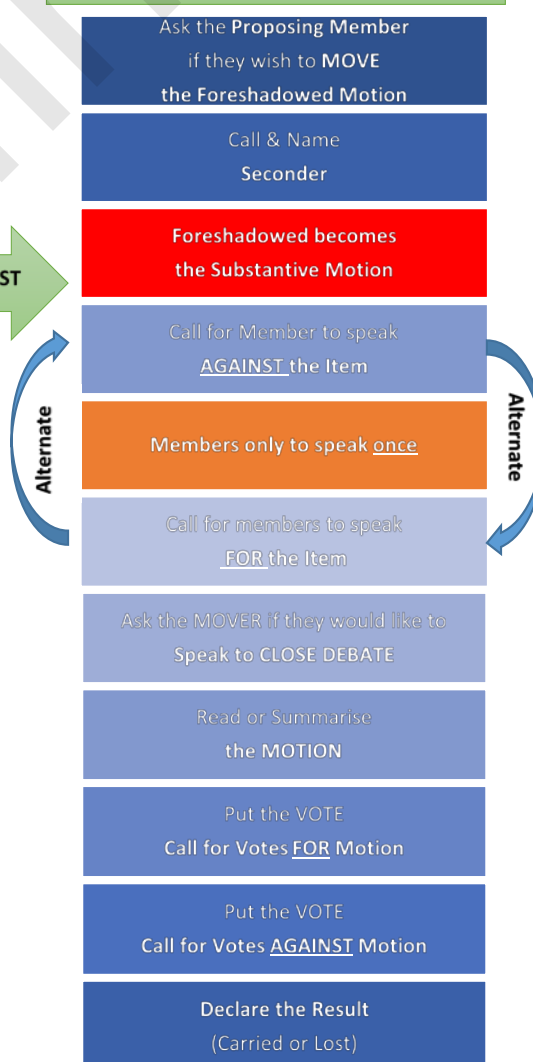 Ask the Proposing Member
if they wish to MOVE
the Foreshadowed Motion
Call & Name
Seconder
Foreshadowed becomes
the Substantive Motion
Call for Member to speak
AGAINST the Item
Alternate
Alternate
Members only to speak once
Call for members to speak
FOR the Item
Ask the MOVER if they would like to
Speak to CLOSE DEBATE
Read or Summarise
the MOTION
Put the VOTE
Call for Votes FOR Motion
Put the VOTE
Call for Votes AGAINST Motion
Declare the Result
(Carried or Lost)